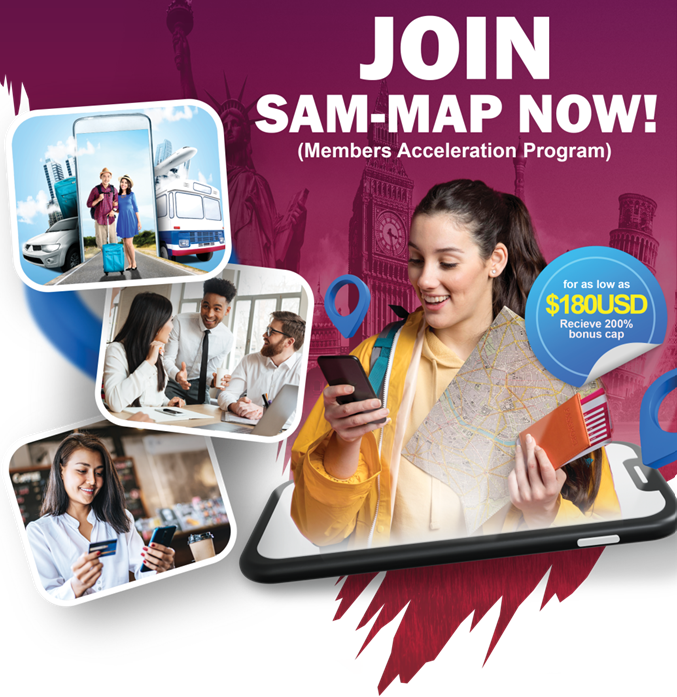 JOIN
SAM-MAP NOW!
(Members Acceleration Program)
for as low as
$180USD
Recieve 200%
bonus cap